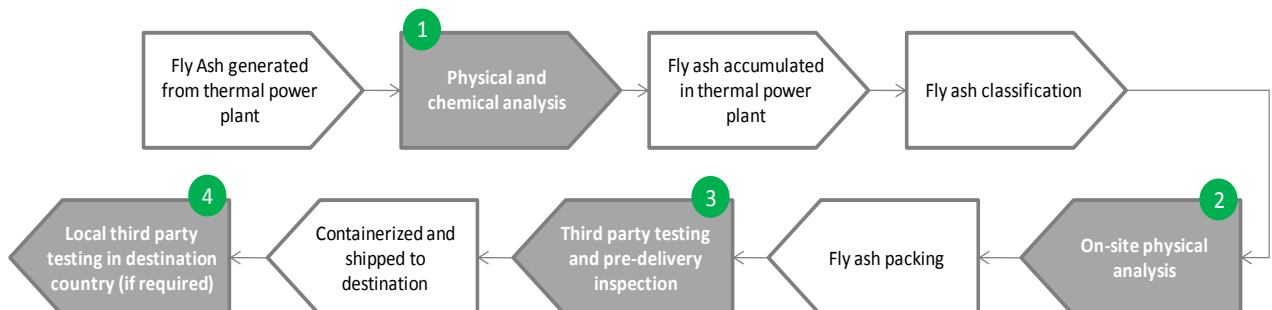 1
Fly Ash generated
from thermal power
plant
Physical and
chemical analysis
Fly ash accumulated
in thermal power
plant
Fly ash classification
2
On-site physical
analysis
Fly ash packing
3
Third party testing
and pre-delivery
inspection
Containerized and
shipped to
destination
4
Local third party
testing in destination
country (if required)